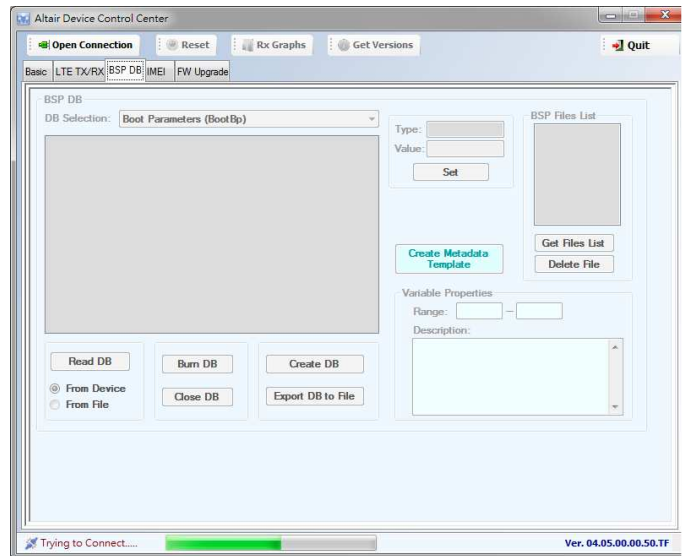 Altair Device Control Center
Open Connection Reset Rx Graphs Get Versions Quit
Basic LTE TX/RX BSP DB IMEI FW Upgrade
BSP DB
DB Selection: Boot Parameters (BootBp)
Type:
Value:
Set
BSP Files List
Get Files List
Delete File
Create Metadata
Template
Variable Properties
Range: –
Description:
Read DB
From Device
From File
Burn DB
Close DB
Create DB
Export DB to File
Trying to Connect..... Ver. 04.05.00.00.50.TF